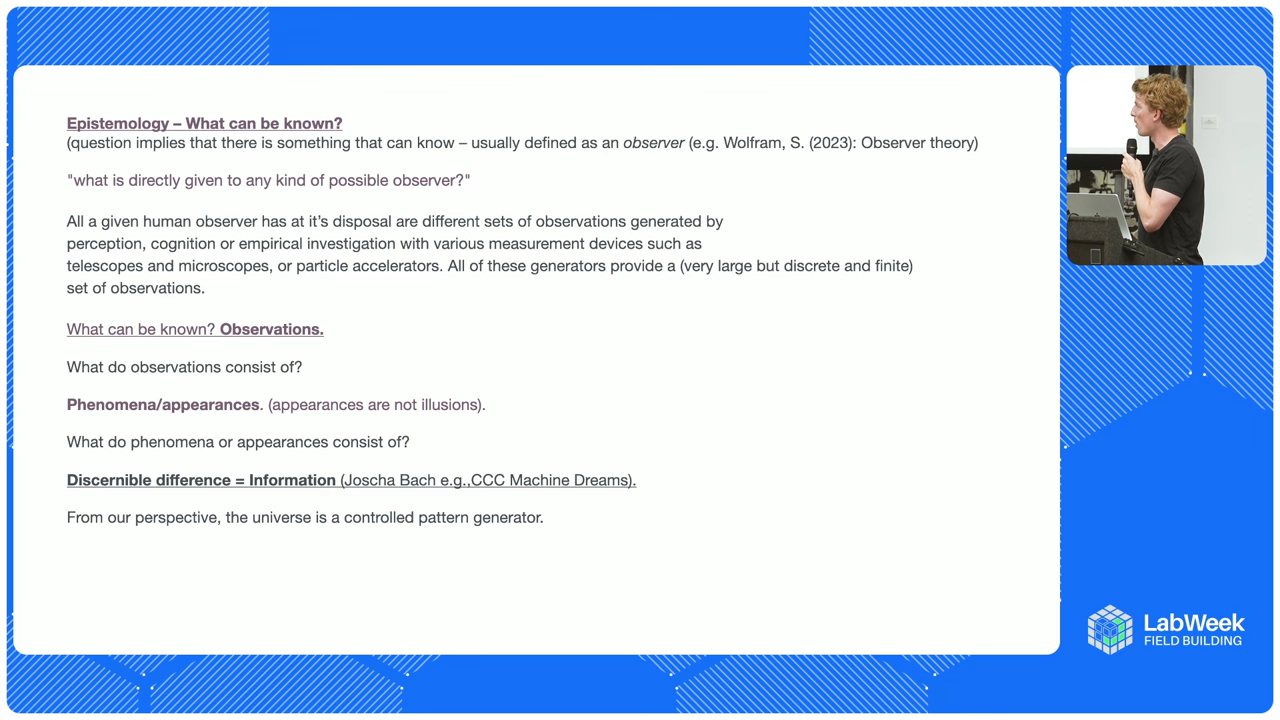 Epistemology – What can be known?
(question implies that there is something that can know – usually defined as an observer (e.g. Wolfram, S. (2023): Observer theory)
"what is directly given to any kind of possible observer?"
All a given human observer has at it's disposal are different sets of observations generated by
perception, cognition or empirical investigation with various measurement devices such as
telescopes and microscopes, or particle accelerators. All of these generators provide a (very large but discrete and finite)
set of observations.
What can be known? Observations.
What do observations consist of?
Phenomena/appearances. (appearances are not illusions).
What do phenomena or appearances consist of?
Discernible difference = Information (Joscha Bach e.g.,CCC Machine Dreams).
From our perspective, the universe is a controlled pattern generator.
LabWeek
FIELD BUILDING